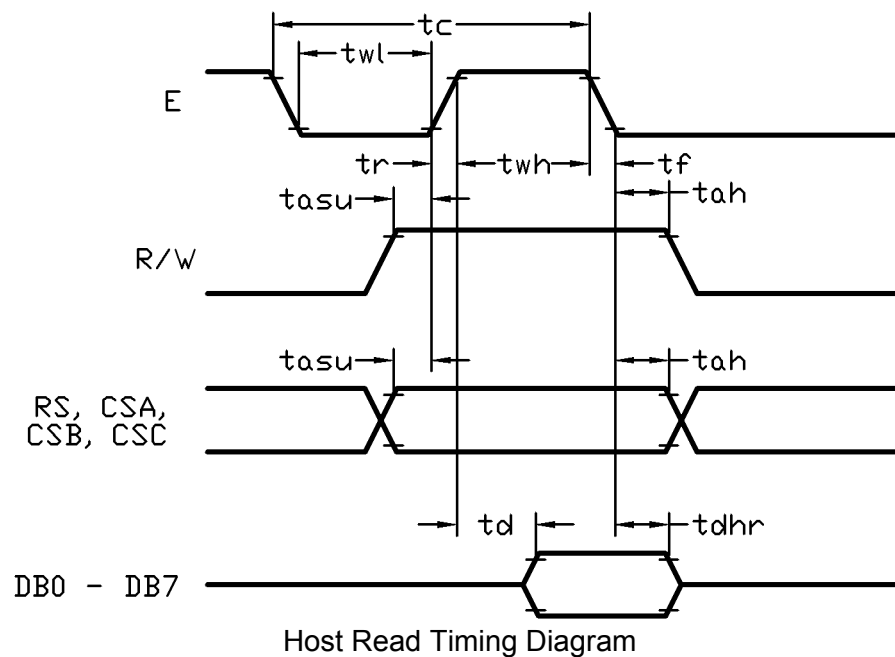 tc
twl
E
tr
twh
tf
tasu
tah
R/W
tasu
tah
RS, CSA,
CSB, CSC
td
tdhr
DB0 - DB7
Host Read Timing Diagram